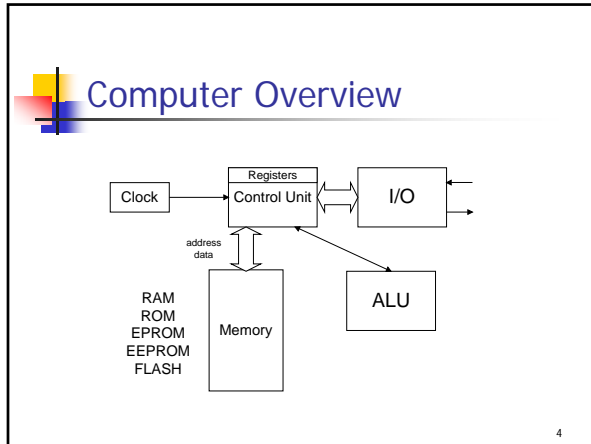 Computer Overview
Registers
Clock
Control Unit
I/O
address
data
RAM
ROM
EPROM
EEPROM
FLASH
Memory
ALU
4